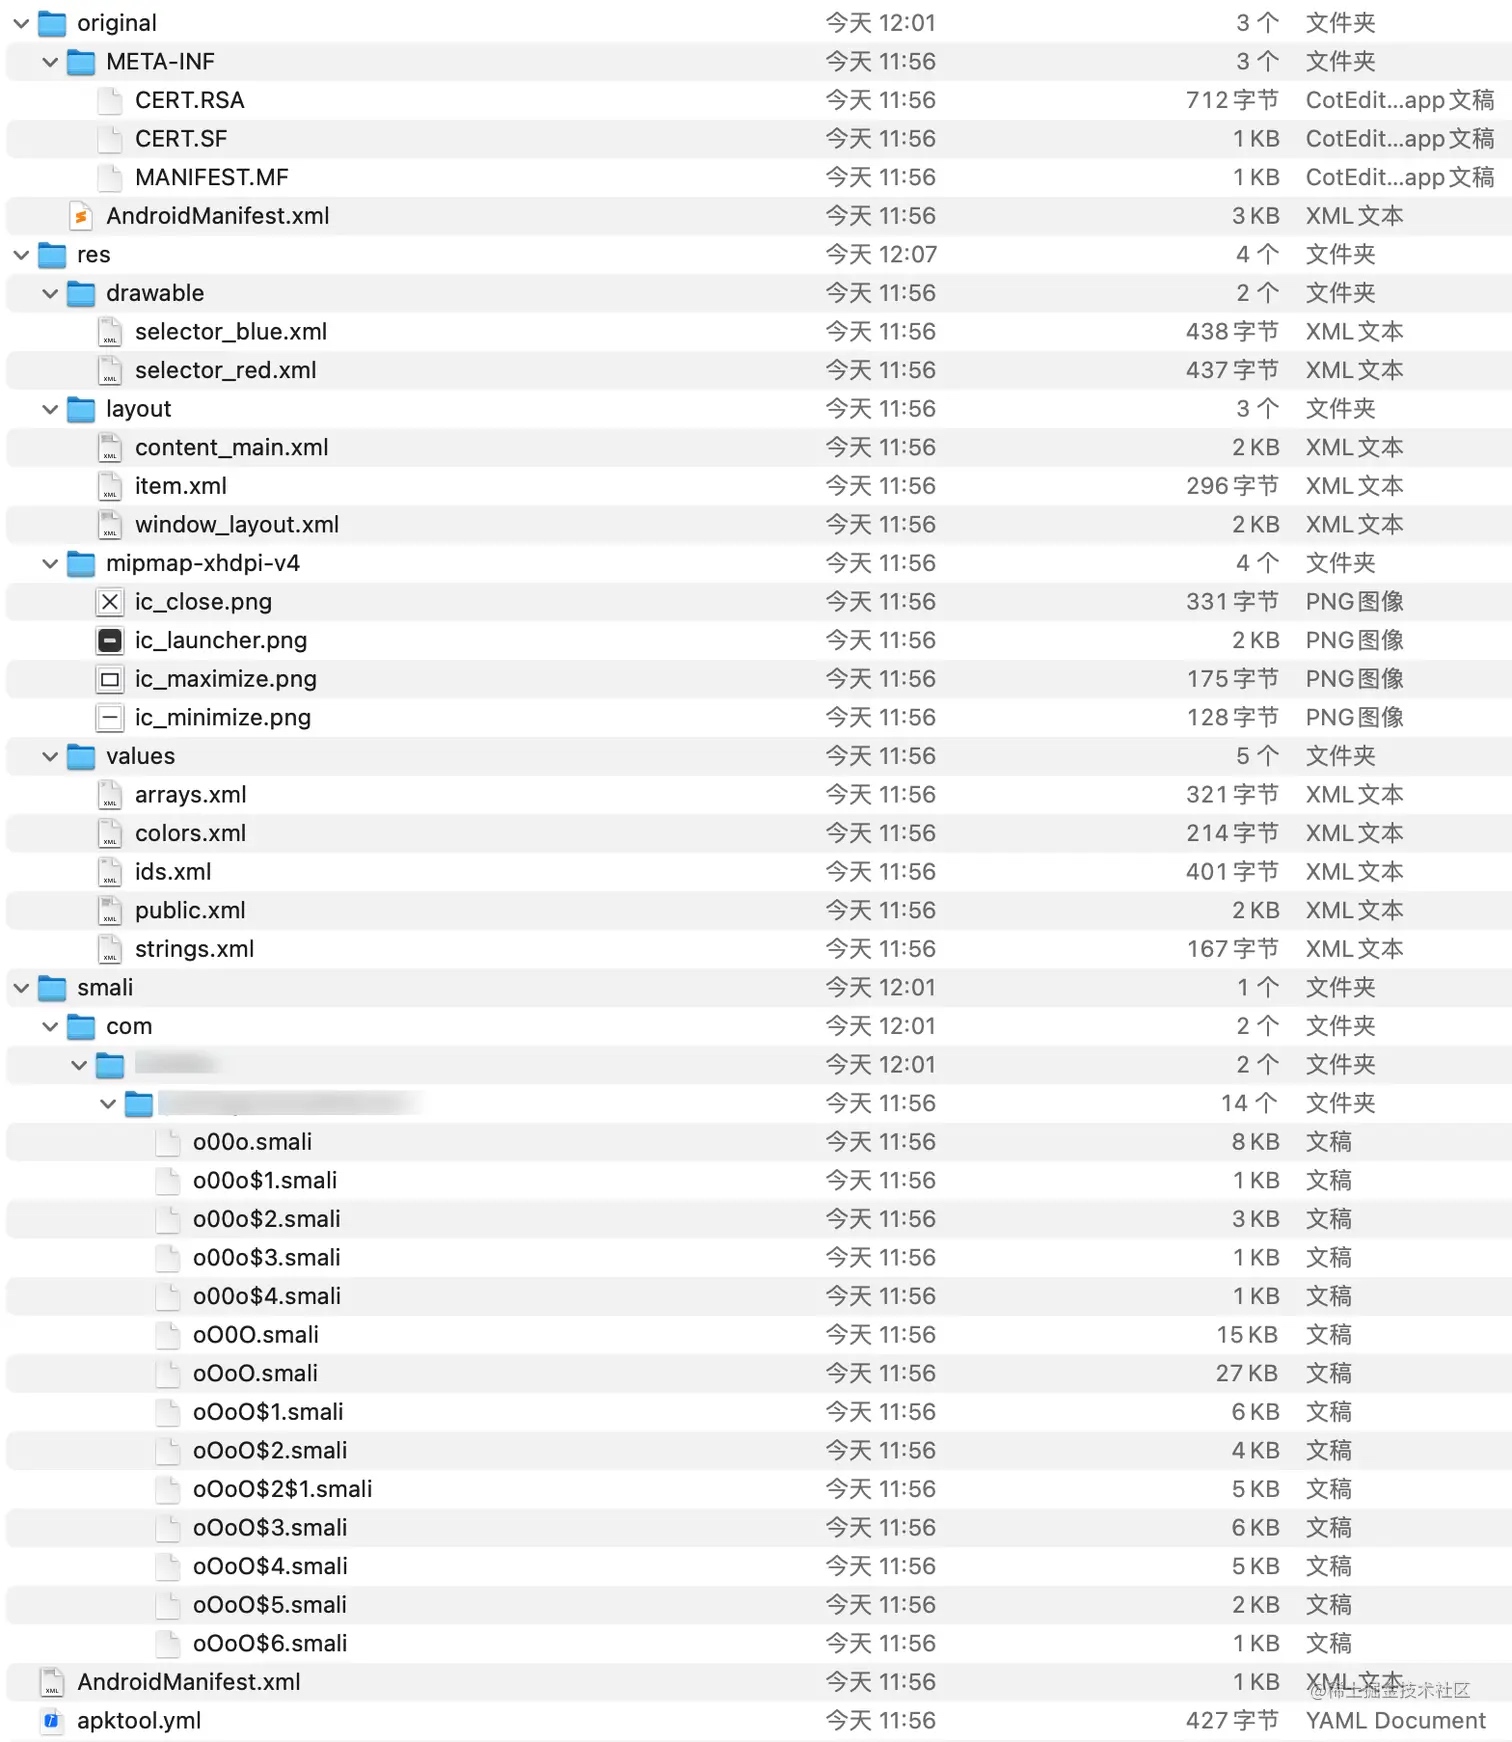 original 今天 12:01 3 个 文件夹
META-INF 今天 11:56 3 个 文件夹
CERT.RSA 今天 11:56 712 字节 CotEdit...app 文稿
CERT.SF 今天 11:56 1 KB CotEdit...app 文稿
MANIFEST.MF 今天 11:56 1 KB CotEdit...app 文稿
AndroidManifest.xml 今天 11:56 3 KB XML 文本
res 今天 12:07 4 个 文件夹
drawable 今天 11:56 2 个 文件夹
selector_blue.xml 今天 11:56 438 字节 XML 文本
selector_red.xml 今天 11:56 437 字节 XML 文本
layout 今天 11:56 3 个 文件夹
content_main.xml 今天 11:56 2 KB XML 文本
item.xml 今天 11:56 296 字节 XML 文本
window_layout.xml 今天 11:56 2 KB XML 文本
mipmap-xhdpi-v4 今天 11:56 4 个 文件夹
ic_close.png 今天 11:56 331 字节 PNG图像
ic_launcher.png 今天 11:56 2 KB PNG图像
ic_maximize.png 今天 11:56 175 字节 PNG图像
ic_minimize.png 今天 11:56 128 字节 PNG图像
values 今天 11:56 5 个 文件夹
arrays.xml 今天 11:56 321 字节 XML 文本
colors.xml 今天 11:56 214 字节 XML 文本
ids.xml 今天 11:56 401 字节 XML 文本
public.xml 今天 11:56 2 KB XML 文本
strings.xml 今天 11:56 167 字节 XML 文本
smali 今天 12:01 1 个 文件夹
com 今天 12:01 2 个 文件夹
今天 12:01 2 个 文件夹
今天 11:56 14 个 文件夹
o00o.smali 今天 11:56 8 KB 文稿
o00o$1.smali 今天 11:56 1 KB 文稿
o00o$2.smali 今天 11:56 3 KB 文稿
o00o$3.smali 今天 11:56 1 KB 文稿
o00o$4.smali 今天 11:56 1 KB 文稿
oO0O.smali 今天 11:56 15 KB 文稿
oOoO.smali 今天 11:56 27 KB 文稿
oOoO$1.smali 今天 11:56 6 KB 文稿
oOoO$2.smali 今天 11:56 4 KB 文稿
oOoO$2$1.smali 今天 11:56 5 KB 文稿
oOoO$3.smali 今天 11:56 6 KB 文稿
oOoO$4.smali 今天 11:56 5 KB 文稿
oOoO$5.smali 今天 11:56 2 KB 文稿
oOoO$6.smali 今天 11:56 1 KB 文稿
AndroidManifest.xml 今天 11:56 1 KB XML 文本
@稀土掘金技术社区
apktool.yml 今天 11:56 427 字节 YAML Document